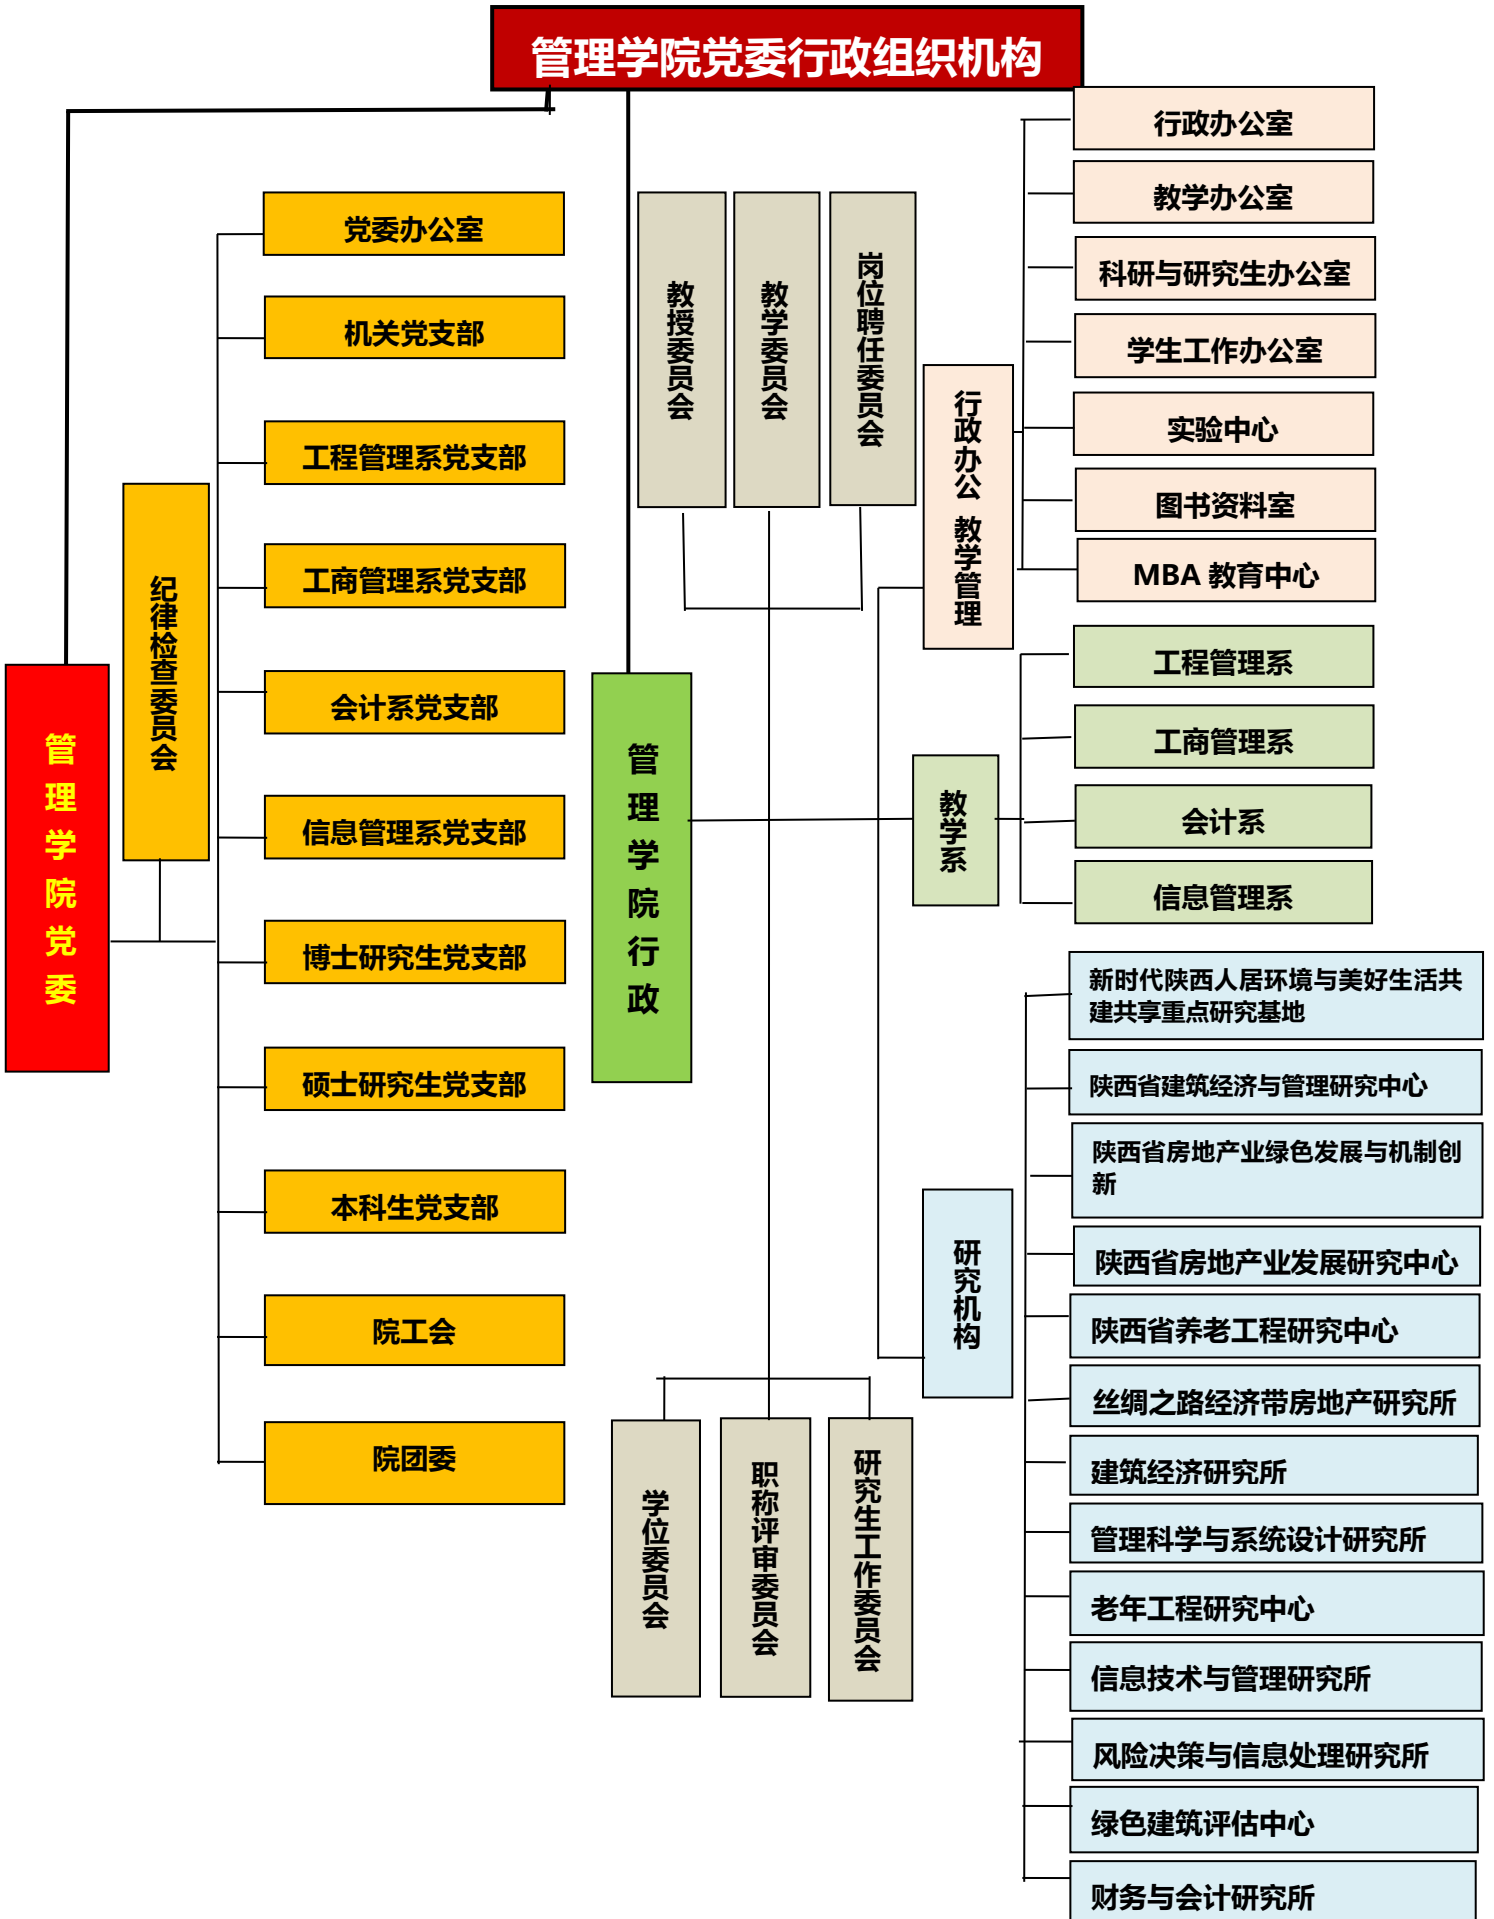 管理学院党委行政组织机构
管理学院党委
纪律检查委员会
党委办公室
机关党支部
工程管理系党支部
工商管理系党支部
会计系党支部
信息管理系党支部
博士研究生党支部
硕士研究生党支部
本科生党支部
院工会
院团委
管理学院行政
教授委员会
教学委员会
岗位聘任委员会
学位委员会
职称评审委员会
研究生工作委员会
行政办公 教学管理
行政办公室
教学办公室
科研与研究生办公室
学生工作办公室
实验中心
图书资料室
MBA 教育中心
教学系
工程管理系
工商管理系
会计系
信息管理系
研究机构
新时代陕西人居环境与美好生活共
建共享重点研究基地
陕西省建筑经济与管理研究中心
陕西省房地产业绿色发展与机制创
新
陕西省房地产业发展研究中心
陕西省养老工程研究中心
丝绸之路经济带房地产研究所
建筑经济研究所
管理科学与系统设计研究所
老年工程研究中心
信息技术与管理研究所
风险决策与信息处理研究所
绿色建筑评估中心
财务与会计研究所